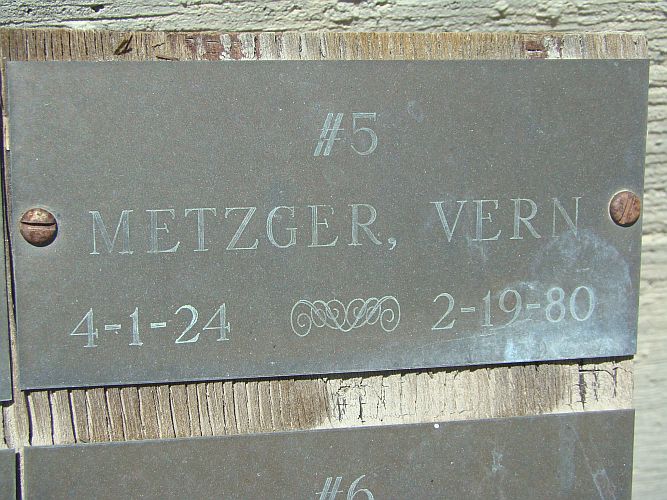 #5
METZGER, VERN
4-1-24 2-19-80
#6